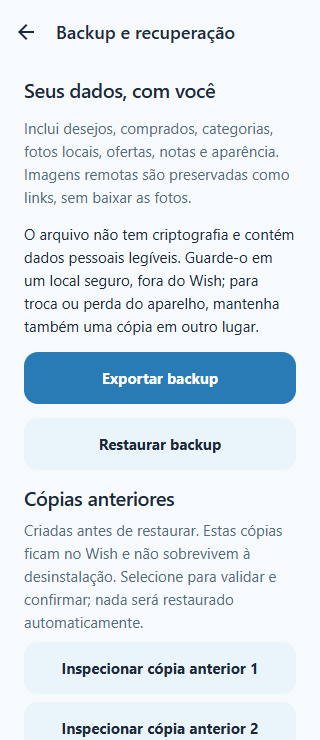 Backup e recuperação
Seus dados, com você
Inclui desejos, comprados, categorias,
fotos locais, ofertas, notas e aparência.
Imagens remotas são preservadas como
links, sem baixar as fotos.
O arquivo não tem criptografia e contém
dados pessoais legíveis. Guarde-o em
um local seguro, fora do Wish; para
troca ou perda do aparelho, mantenha
também uma cópia em outro lugar.
Exportar backup
Restaurar backup
Cópias anteriores
Criadas antes de restaurar. Estas cópias
ficam no Wish e não sobrevivem à
desinstalação. Selecione para validar e
confirmar; nada será restaurado
automaticamente.
Inspecionar cópia anterior 1
Inspecionar cópia anterior 2